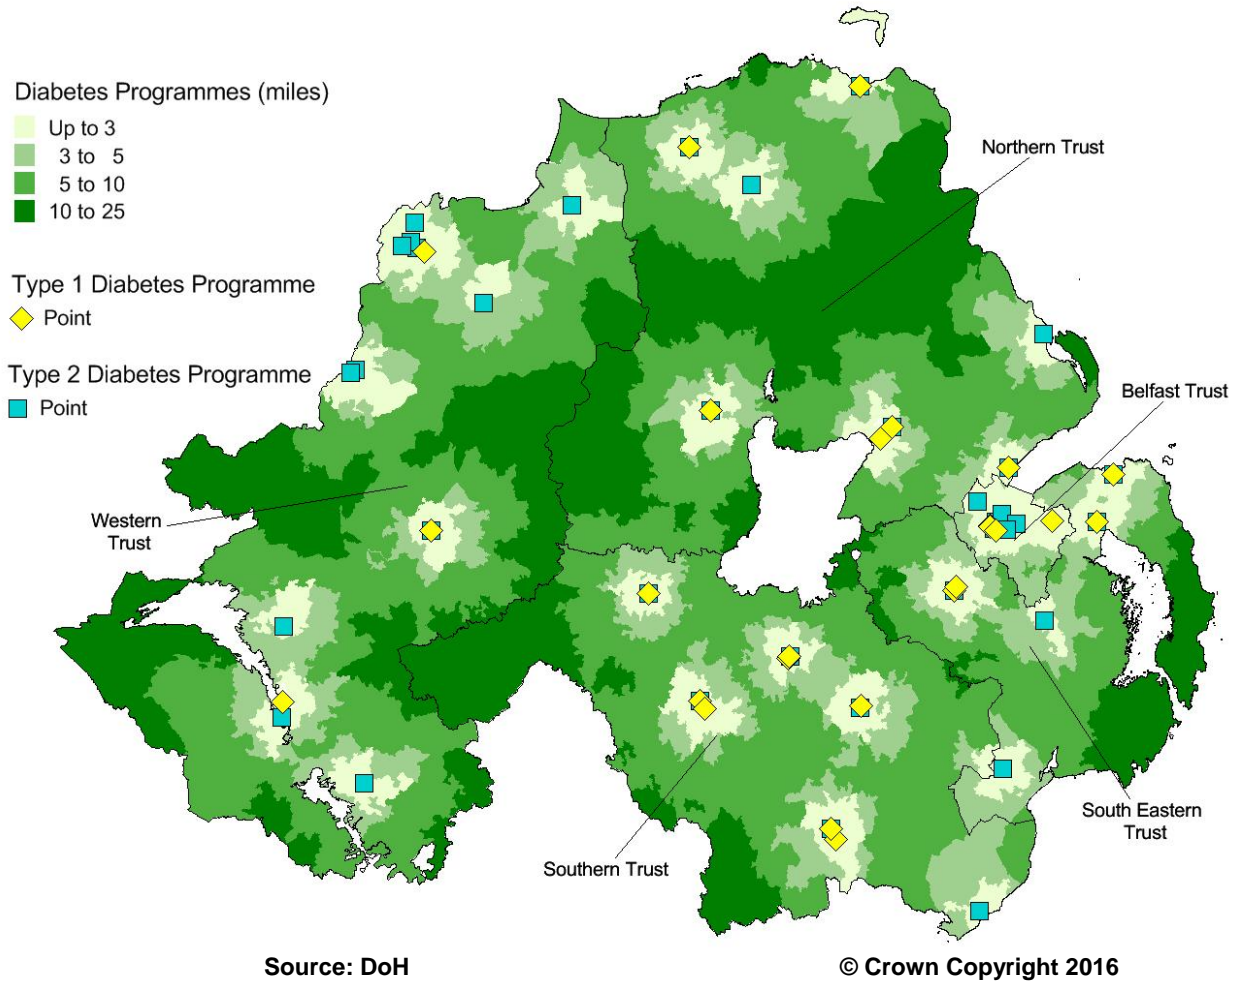 Diabetes Programmes (miles)
Up to 3
3 to 5
5 to 10
10 to 25
Type 1 Diabetes Programme
Point
Type 2 Diabetes Programme
Point
Northern Trust
Belfast Trust
Western
Trust
South Eastern
Trust
Southern Trust
Source: DoH
© Crown Copyright 2016